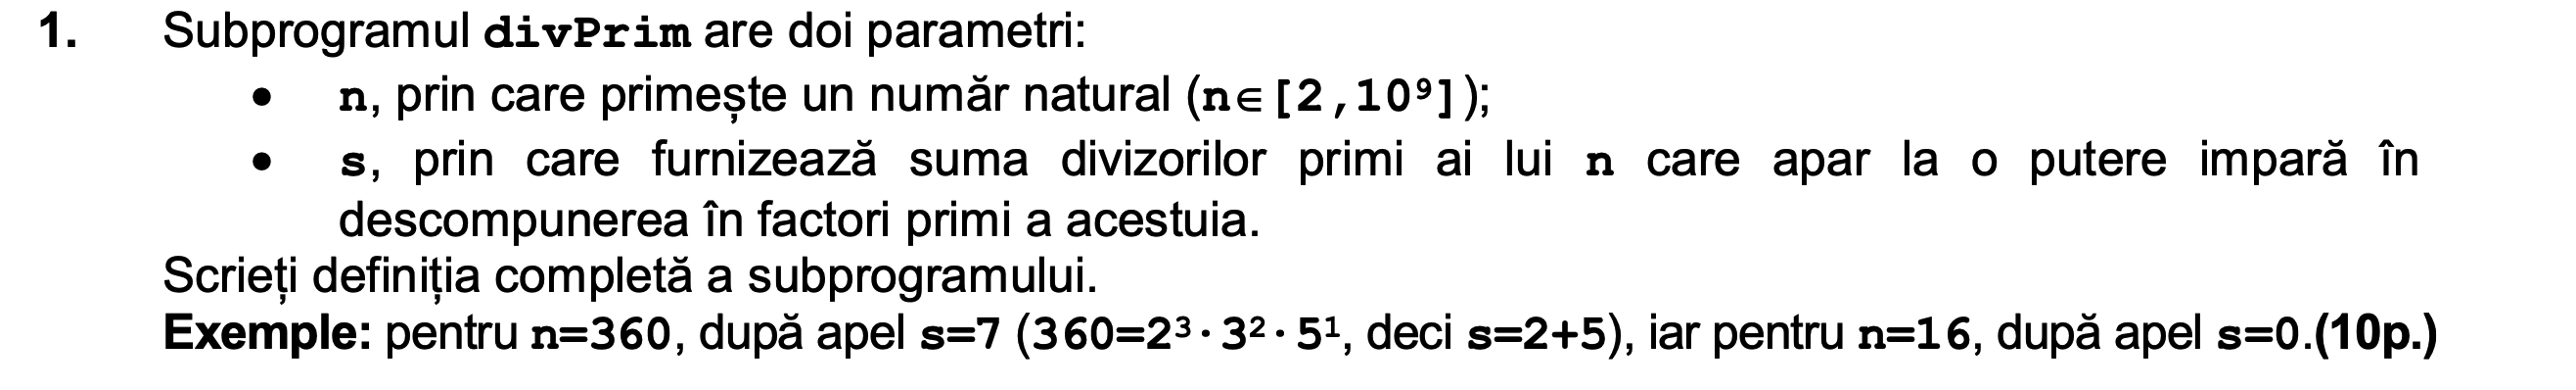 1. Subprogramul divPrim are doi parametri:
• n, prin care primește un număr natural (n∈[2,10⁹]);
• s, prin care furnizează suma divizorilor primi ai lui n care apar la o putere impară în
descompunerea în factori primi a acestuia.
Scrieți definiția completă a subprogramului.
Exemple: pentru n=360, după apel s=7 (360=2³·3²·5¹, deci s=2+5), iar pentru n=16, după apel s=0.(10p.)